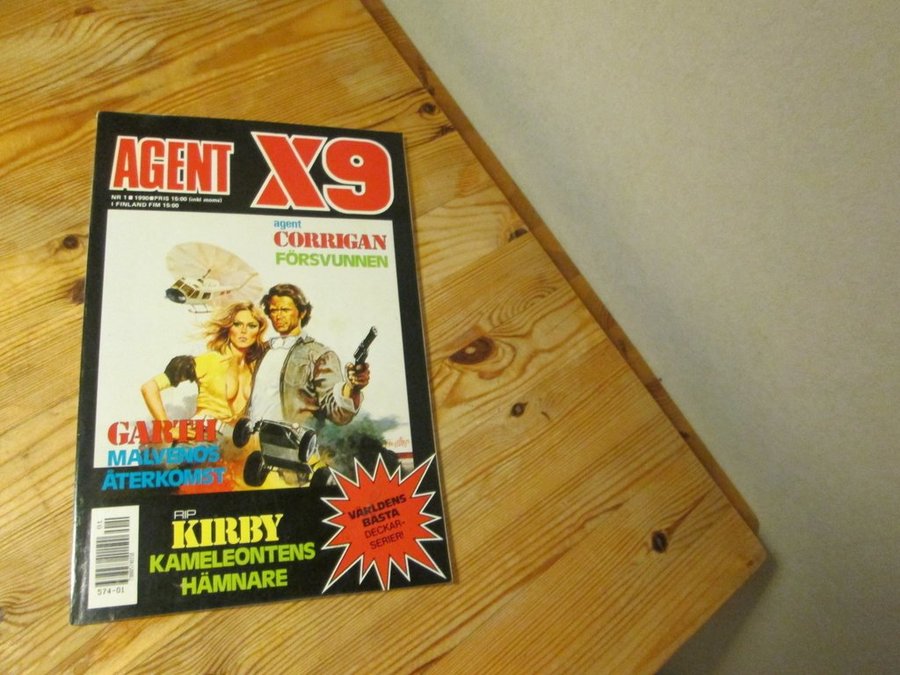 AGENT X9
NR 1 ● 1990 ● PRIS 15:00 (inkl moms)
I FINLAND FIM 15:00
agent
CORRIGAN
FÖRSVUNNEN
GARTH
MALVENOS
ÅTERKOMST
RIP
KIRBY
KAMELEONTENS
HÄMNARE
VÄRLDENS
BÄSTA
DECKAR-
SERIER!
574-01